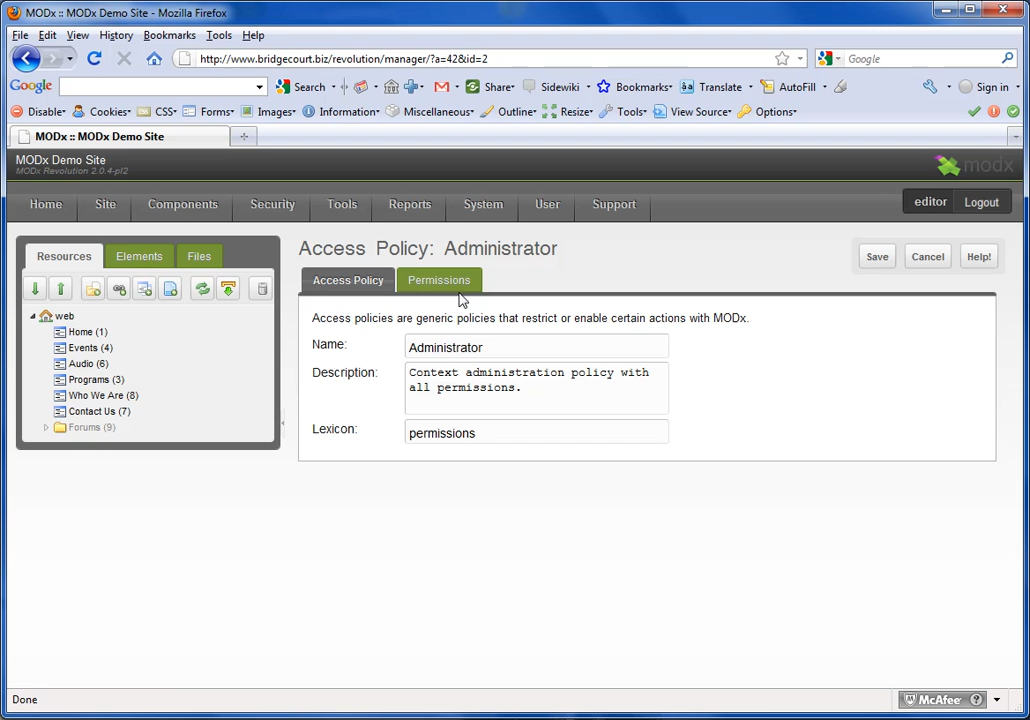 MODx :: MODx Demo Site - Mozilla Firefox
File Edit View History Bookmarks Tools Help
http://www.bridgecourt.biz/revolution/manager/?a=42&id=2
Google
Google Search Share Sidewiki Bookmarks Translate AutoFill Sign in
Disable Cookies CSS Forms Images Information Miscellaneous Outline Resize Tools View Source Options
MODx :: MODx Demo Site
MODx Demo Site
MODx Revolution 2.0.4-pl2
modx
Home Site Components Security Tools Reports System User Support
editor Logout
Resources Elements Files
Access Policy: Administrator
Save Cancel Help!
Access Policy Permissions
web
Home (1)
Events (4)
Audio (6)
Programs (3)
Who We Are (8)
Contact Us (7)
Forums (9)
Access policies are generic policies that restrict or enable certain actions with MODx.
Name: Administrator
Description: Context administration policy with
all permissions.
Lexicon: permissions
Done
McAfee